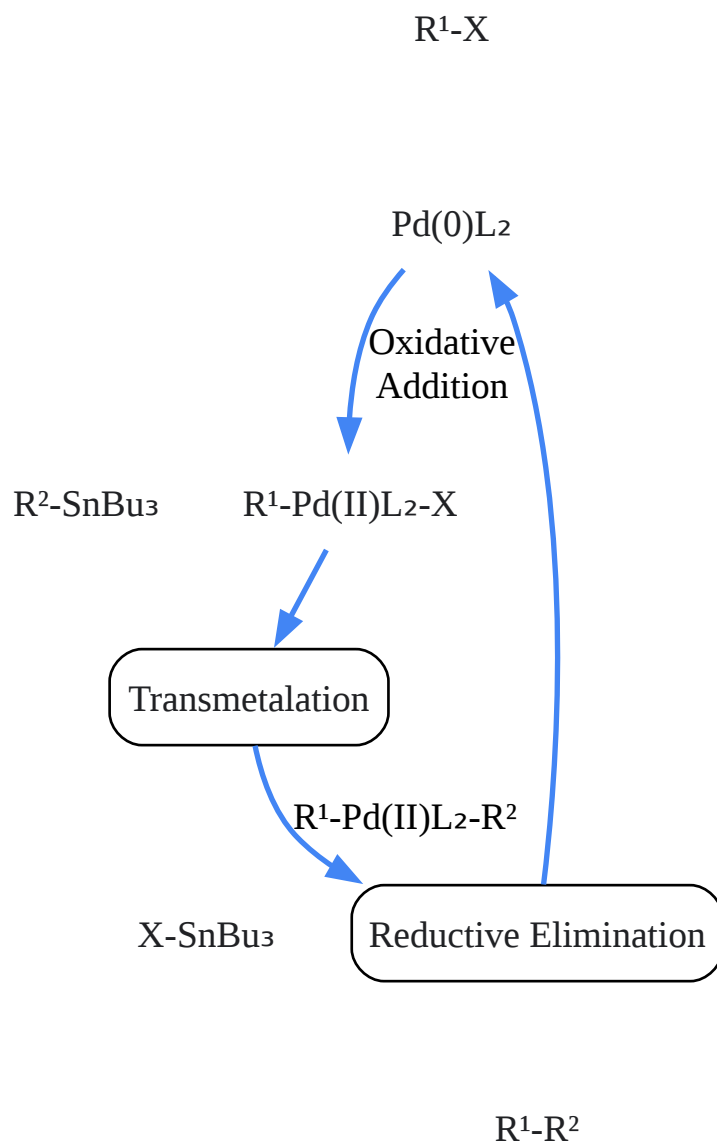 R¹-X
Pd(0)L₂
Oxidative
Addition
R²-SnBu₃
R¹-Pd(II)L₂-X
Transmetalation
R¹-Pd(II)L₂-R²
X-SnBu₃
Reductive Elimination
R¹-R²